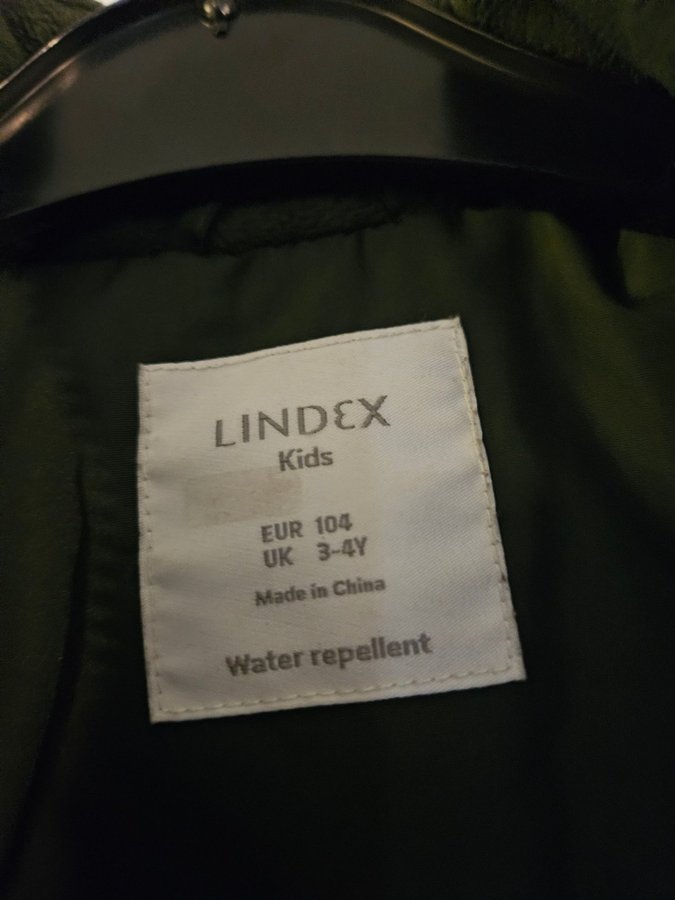 LINDEX
Kids
EUR 104
UK 3-4Y
Made in China
Water repellent